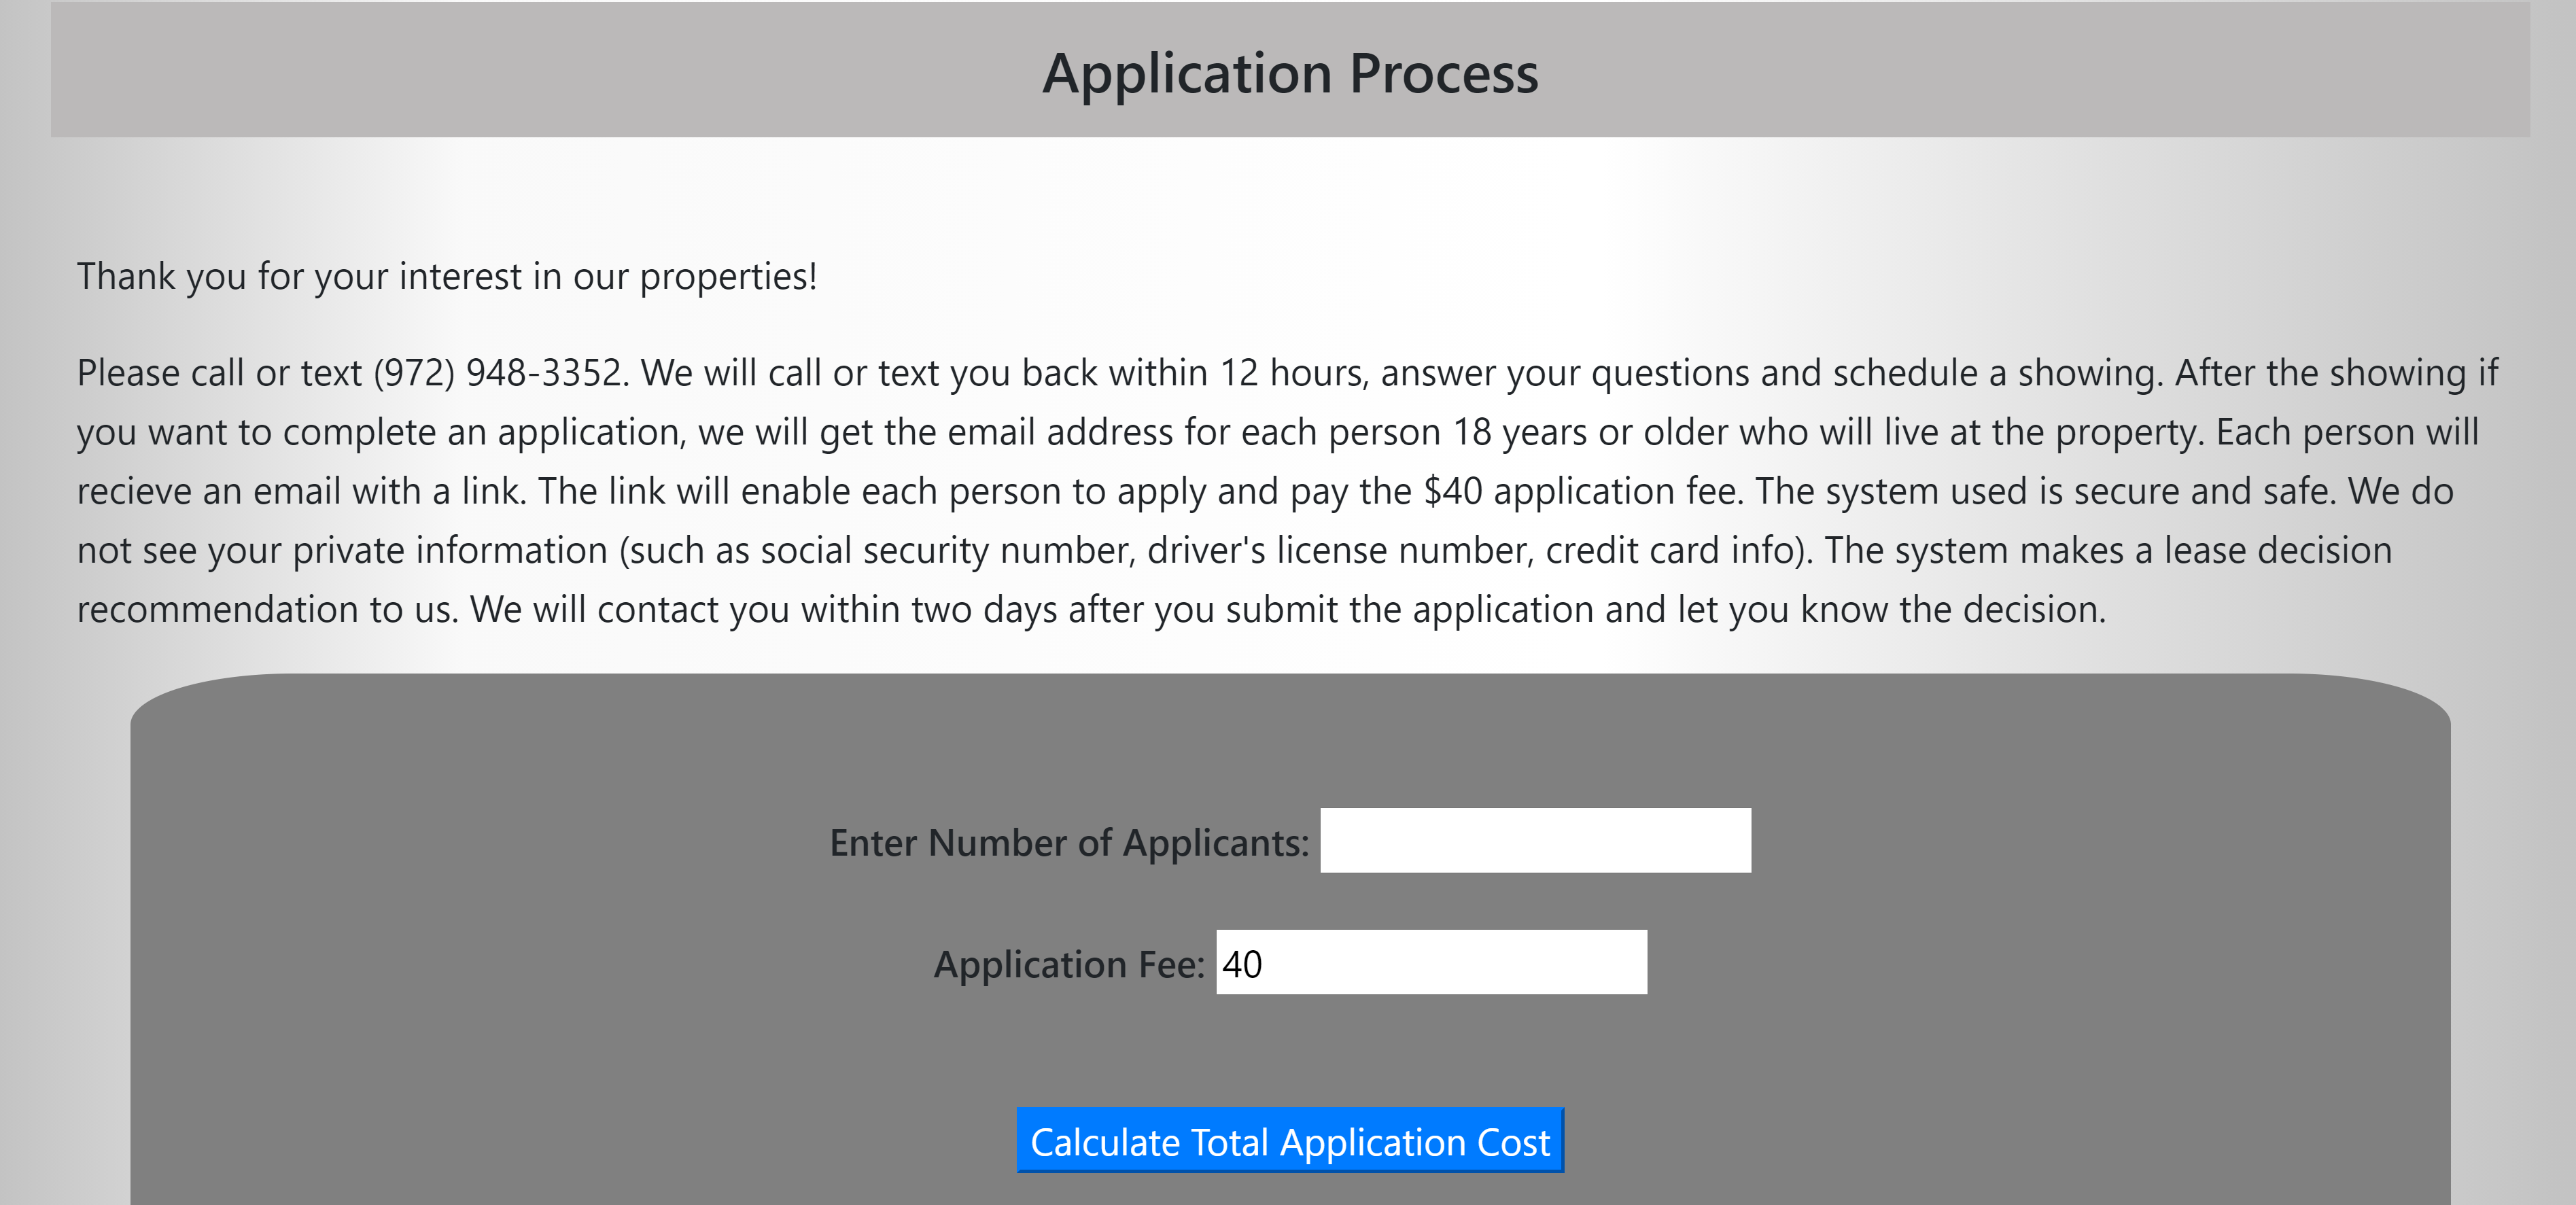 Application Process
Thank you for your interest in our properties!
Please call or text (972) 948-3352. We will call or text you back within 12 hours, answer your questions and schedule a showing. After the showing if
you want to complete an application, we will get the email address for each person 18 years or older who will live at the property. Each person will
recieve an email with a link. The link will enable each person to apply and pay the $40 application fee. The system used is secure and safe. We do
not see your private information (such as social security number, driver's license number, credit card info). The system makes a lease decision
recommendation to us. We will contact you within two days after you submit the application and let you know the decision.
Enter Number of Applicants:
Application Fee: 40
Calculate Total Application Cost